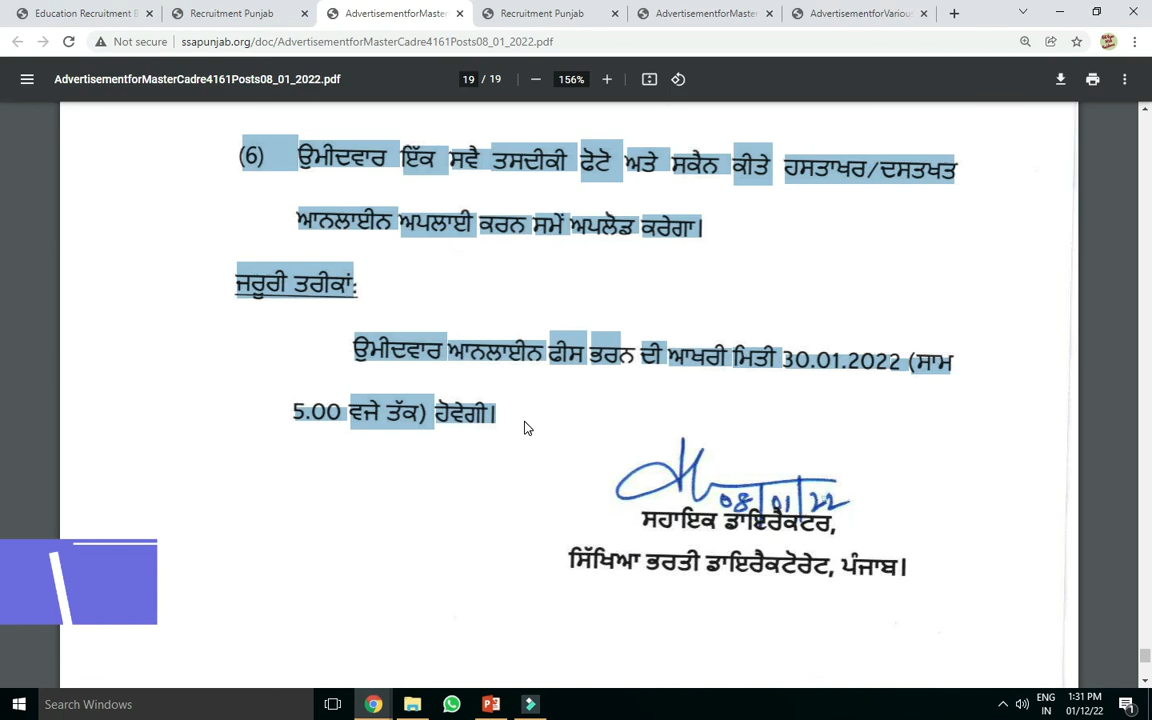 Education Recruitment B
Recruitment Punjab
AdvertisementforMaster
Recruitment Punjab
AdvertisementforMaster
AdvertisementforVariou
Not secure
ssapunjab.org/doc/AdvertisementforMasterCadre4161Posts08_01_2022.pdf
AdvertisementforMasterCadre4161Posts08_01_2022.pdf
19 / 19
156%
(6) ਉਮੀਦਵਾਰ ਇੱਕ ਸਵੈ ਤਸਦੀਕੀ ਫੋਟੋ ਅਤੇ ਸਕੈਨ ਕੀਤੇ ਹਸਤਾਖਰ/ਦਸਤਖਤ
ਆਨਲਾਈਨ ਅਪਲਾਈ ਕਰਨ ਸਮੇਂ ਅਪਲੋਡ ਕਰੇਗਾ।
ਜਰੂਰੀ ਤਰੀਕਾਂ:
ਉਮੀਦਵਾਰ ਆਨਲਾਈਨ ਫੀਸ ਭਰਨ ਦੀ ਆਖਰੀ ਮਿਤੀ 30.01.2022 (ਸਾਮ
5.00 ਵਜੇ ਤੱਕ) ਹੋਵੇਗੀ।
08/01/22
ਸਹਾਇਕ ਡਾਇਰੈਕਟਰ,
ਸਿੱਖਿਆ ਭਰਤੀ ਡਾਇਰੈਕਟੋਰੇਟ, ਪੰਜਾਬ।
Search Windows
ENG
IN
1:31 PM
01/12/22
1